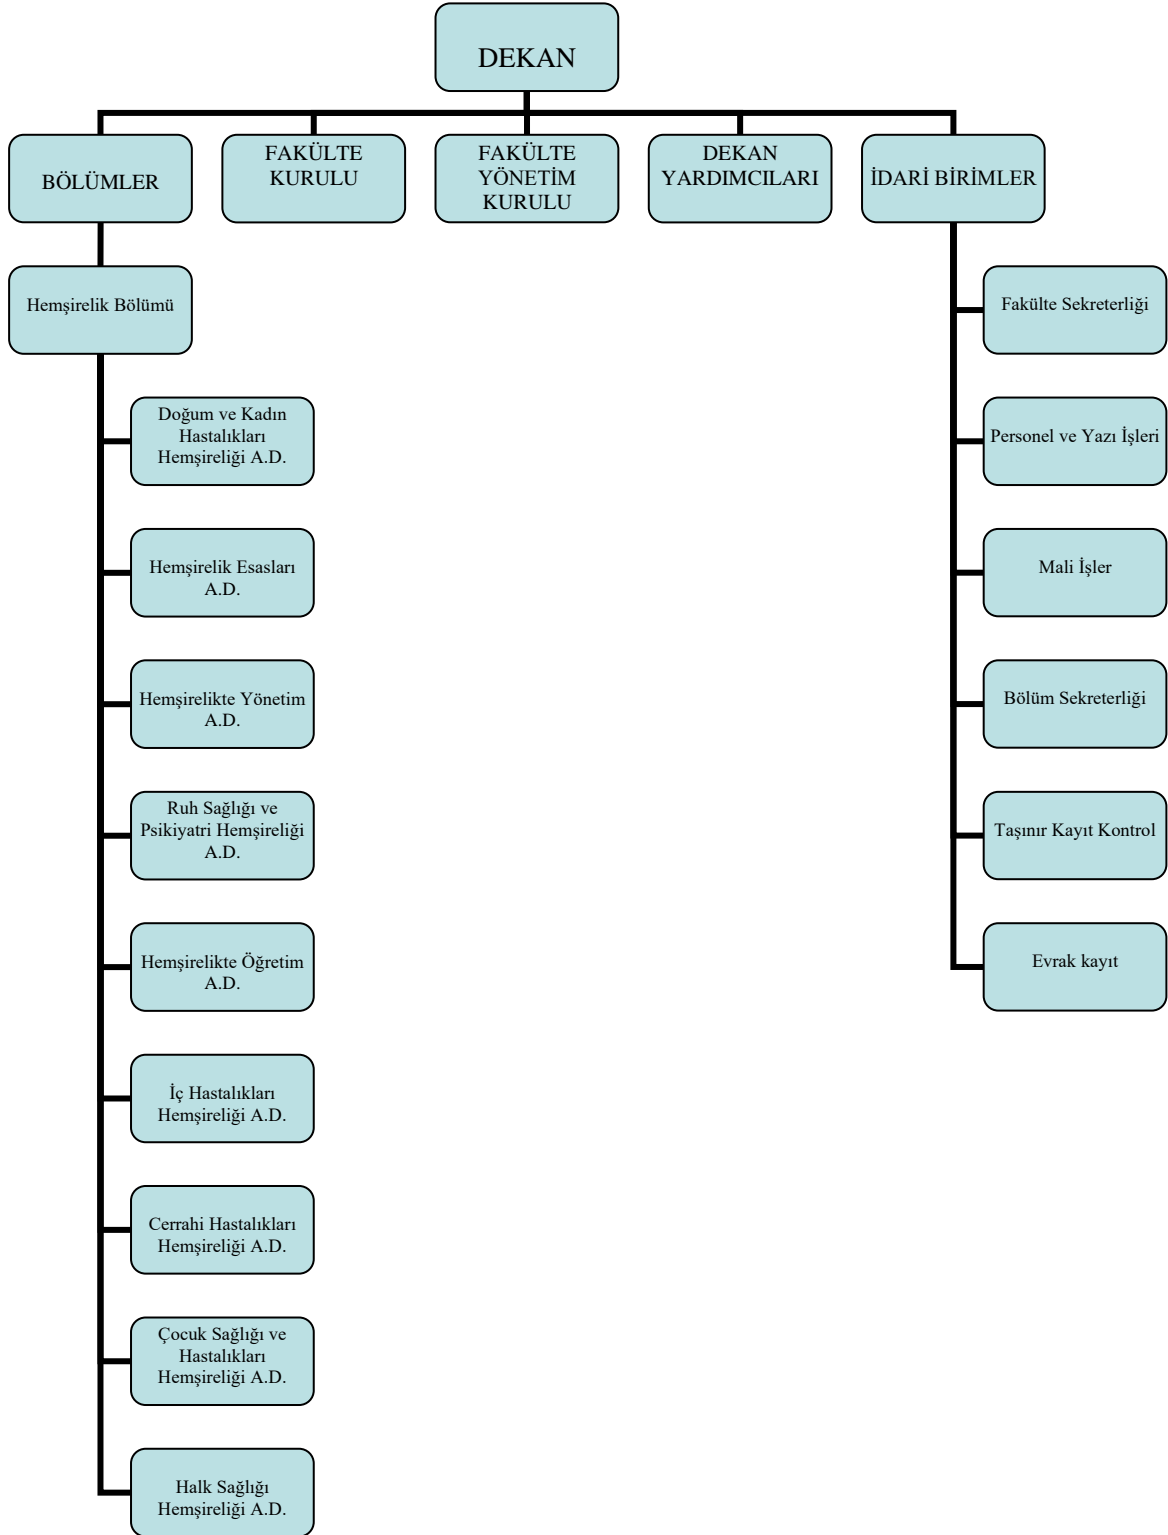 DEKAN
BÖLÜMLER
FAKÜLTE
KURULU
FAKÜLTE
YÖNETİM
KURULU
DEKAN
YARDIMCILARI
İDARİ BİRİMLER
Hemşirelik Bölümü
Doğum ve Kadın
Hastalıkları
Hemşireliği A.D.
Hemşirelik Esasları
A.D.
Hemşirelikte Yönetim
A.D.
Ruh Sağlığı ve
Psikiyatri Hemşireliği
A.D.
Hemşirelikte Öğretim
A.D.
İç Hastalıkları
Hemşireliği A.D.
Cerrahi Hastalıkları
Hemşireliği A.D.
Çocuk Sağlığı ve
Hastalıkları
Hemşireliği A.D.
Halk Sağlığı
Hemşireliği A.D.
Fakülte Sekreterliği
Personel ve Yazı İşleri
Mali İşler
Bölüm Sekreterliği
Taşınır Kayıt Kontrol
Evrak kayıt